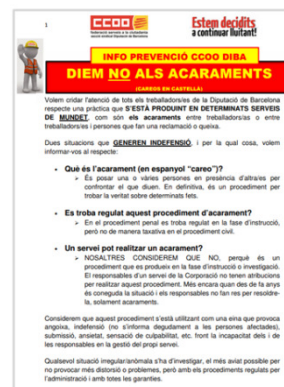 1
CCOO
Federació serveis a la ciutadania
Estem decidits
a continuar lluitant!
INFO PREVENCIÓ CCOO DIBA
DIEM NO ALS ACARAMENTS
(CAREOS EN CASTELLÀ)
Volem cridar l'atenció de tots els treballadors/es de la Diputació de Barcelona
respecte una pràctica que S'ESTÀ PRODUINT EN DETERMINATS SERVEIS
DE MUNDET, com són els acaraments entre treballadors/as o entre
treballadors/es i persones que fan una reclamació o queixa.
Dues situacions que GENEREN INDEFENSIÓ, i per la qual cosa, volem
informar-vos al respecte:
• Què és l'acarament (en espanyol "careo")?
➢ És posar una o vàries persones en presència d'altra/es per
confrontar el que diuen. En definitiva, és un procediment per
trobar la veritat sobre determinats fets.
• Es troba regulat aquest procediment d'acarament?
➢ En el procediment penal es troba regulat en la fase d'instrucció,
però no de manera taxativa en el procediment civil.
• Un servei pot realitzar un acarament?
➢ NOSALTRES CONSIDEREM QUE NO, perquè és un
procediment que es produeix en la fase d'instrucció o investigació.
El responsables d'un servei de la Corporació no tenen atribucions
per realitzar aquest procediment. Més encara quan des de fa anys
és coneguda la situació i els responsables no fan res per resoldre-
la, solament acaraments.
Considerem que aquest procediment s'està utilitzant com una eina que provoca
angoixa, indefensió (no s'informa degudament a les persones afectades),
submissió, ansietat, sensació de culpabilitat, etc. front la incapacitat dels i de
les responsables en la gestió del propi servei.
Qualsevol situació irregular/anòmala s'ha d'investigar, el més aviat possible per
no provocar més distorsió o problemes, però amb els procediments regulats per
l'administració i amb totes les garanties.